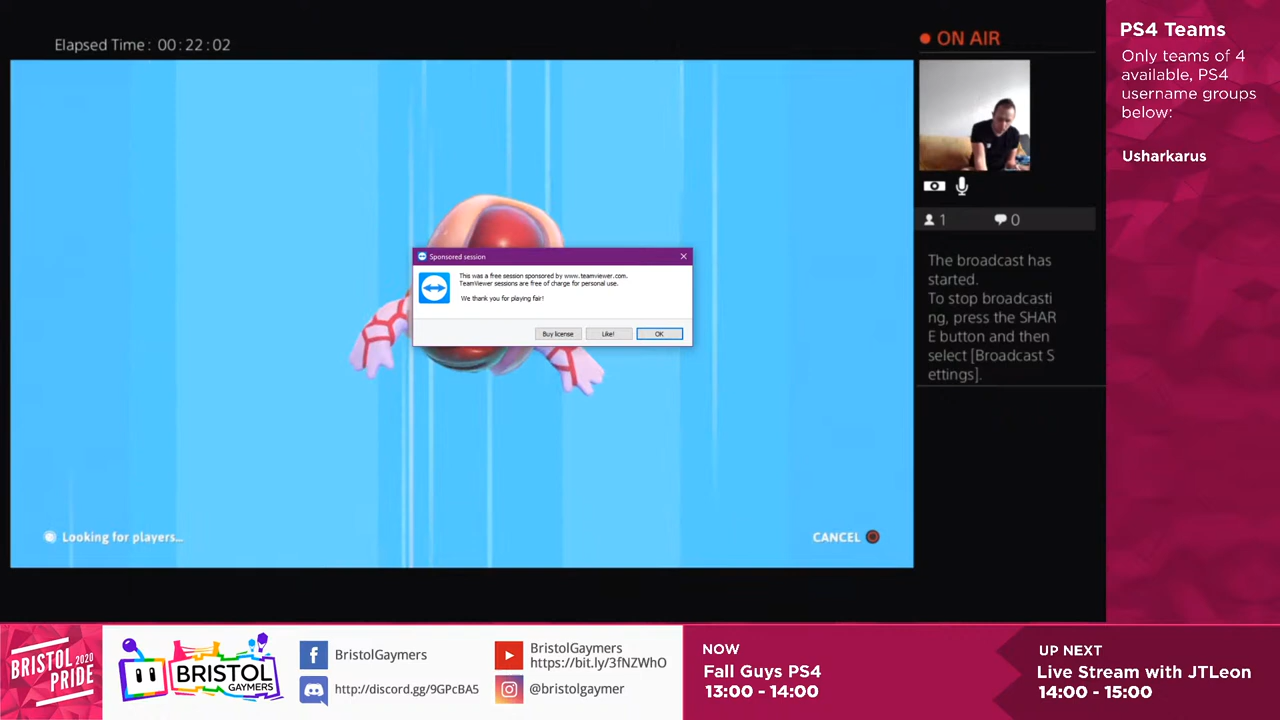 Elapsed Time: 00:22:02
ON AIR
1
0
The broadcast has
started.
To stop broadcasti
ng, press the SHAR
E button and then
select [Broadcast S
ettings].
Sponsored session
This was a free session sponsored by www.teamviewer.com.
TeamViewer sessions are free of charge for personal use.
We thank you for playing fair!
Buy license
Like!
OK
Looking for players...
CANCEL
PS4 Teams
Only teams of 4
available, PS4
username groups
below:
Usharkarus
BRISTOL
2020
PRIDE
BRISTOL
GAYMERS
BristolGaymers
http://discord.gg/9GPcBA5
BristolGaymers
https://bit.ly/3fNZWhO
@bristolgaymer
NOW
Fall Guys PS4
13:00 - 14:00
UP NEXT
Live Stream with JTLeon
14:00 - 15:00